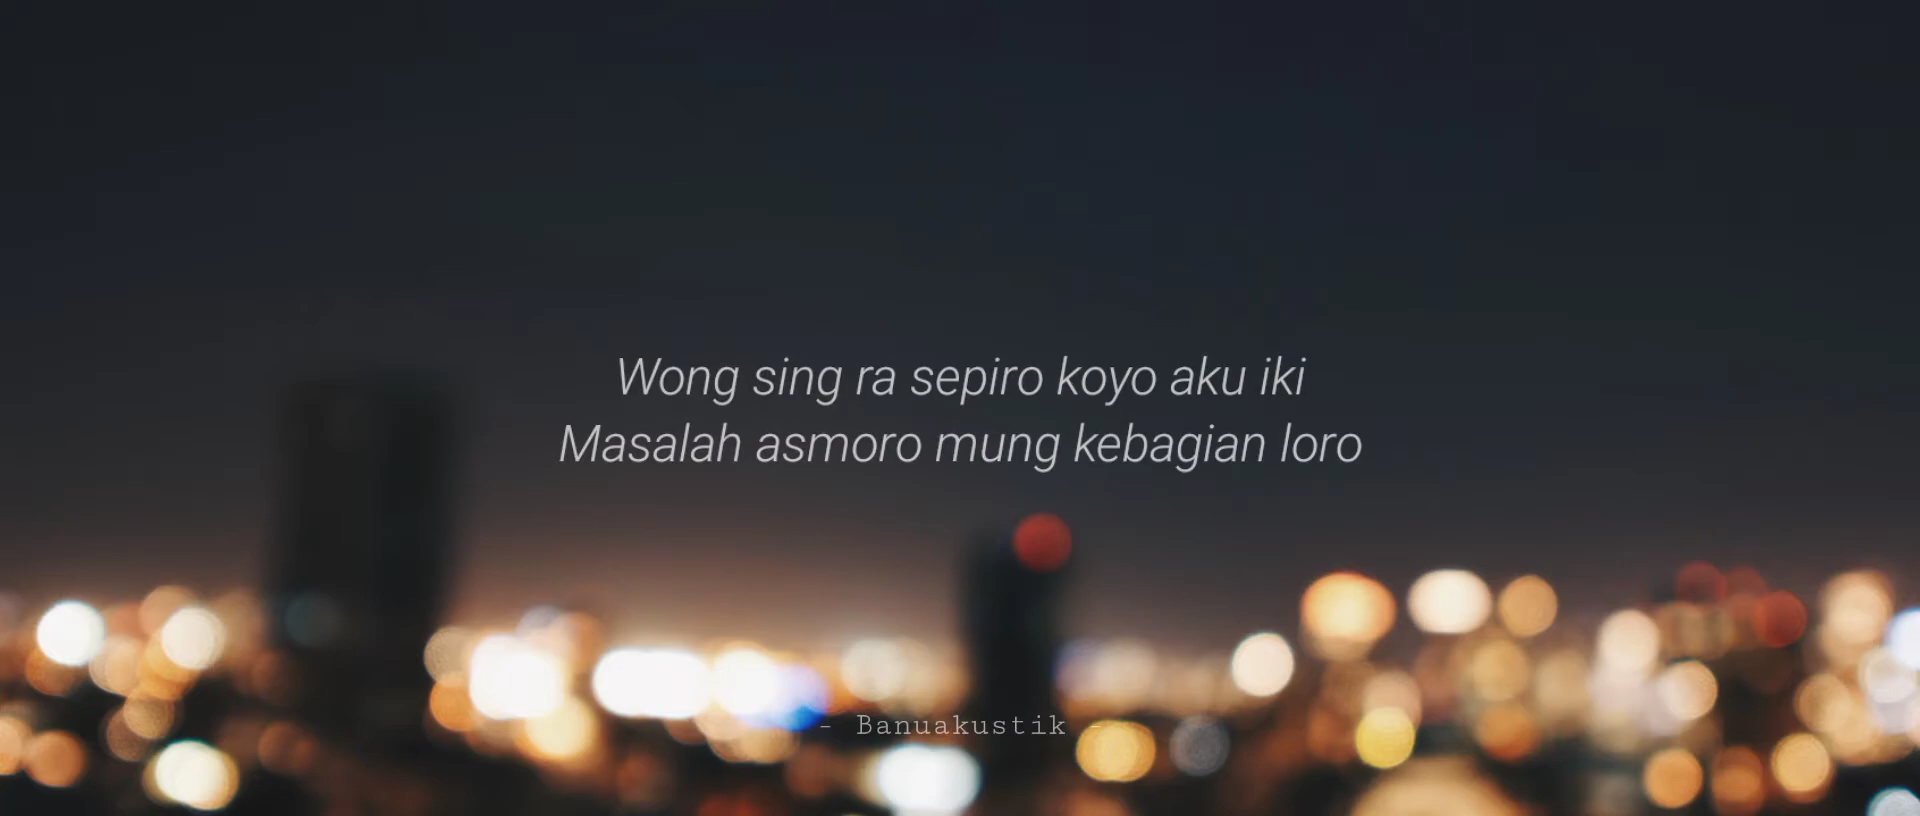 Wong sing ra sepiro koyo aku iki
Masalah asmoro mung kebagian loro
- Banuakustik -